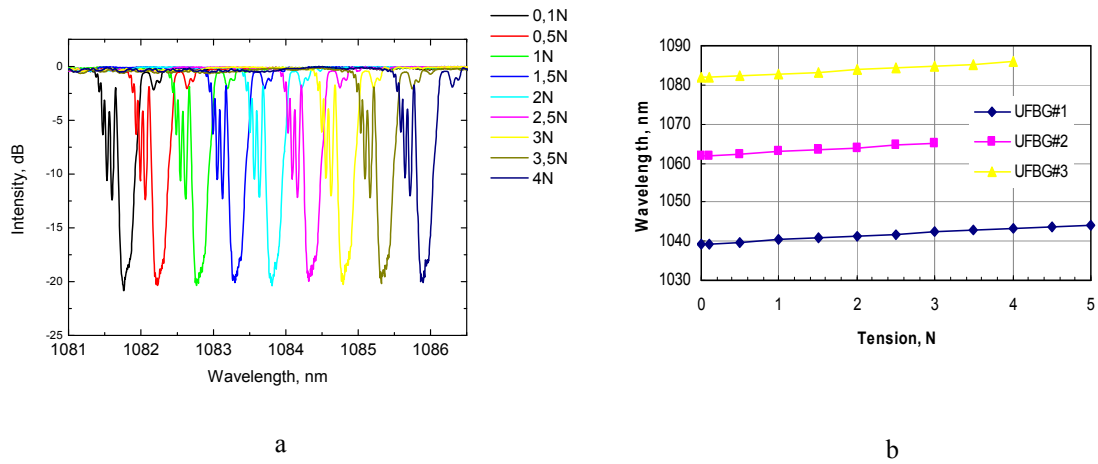 0
-5
-10
-15
-20
-25
Intensity, dB
1081
1082
1083
1084
1085
1086
Wavelength, nm
0,1N
0,5N
1N
1,5N
2N
2,5N
3N
3,5N
4N
a
1090
1080
1070
1060
1050
1040
1030
Wavelength, nm
0
1
2
3
4
5
Tension, N
UFBG#1
UFBG#2
UFBG#3
b